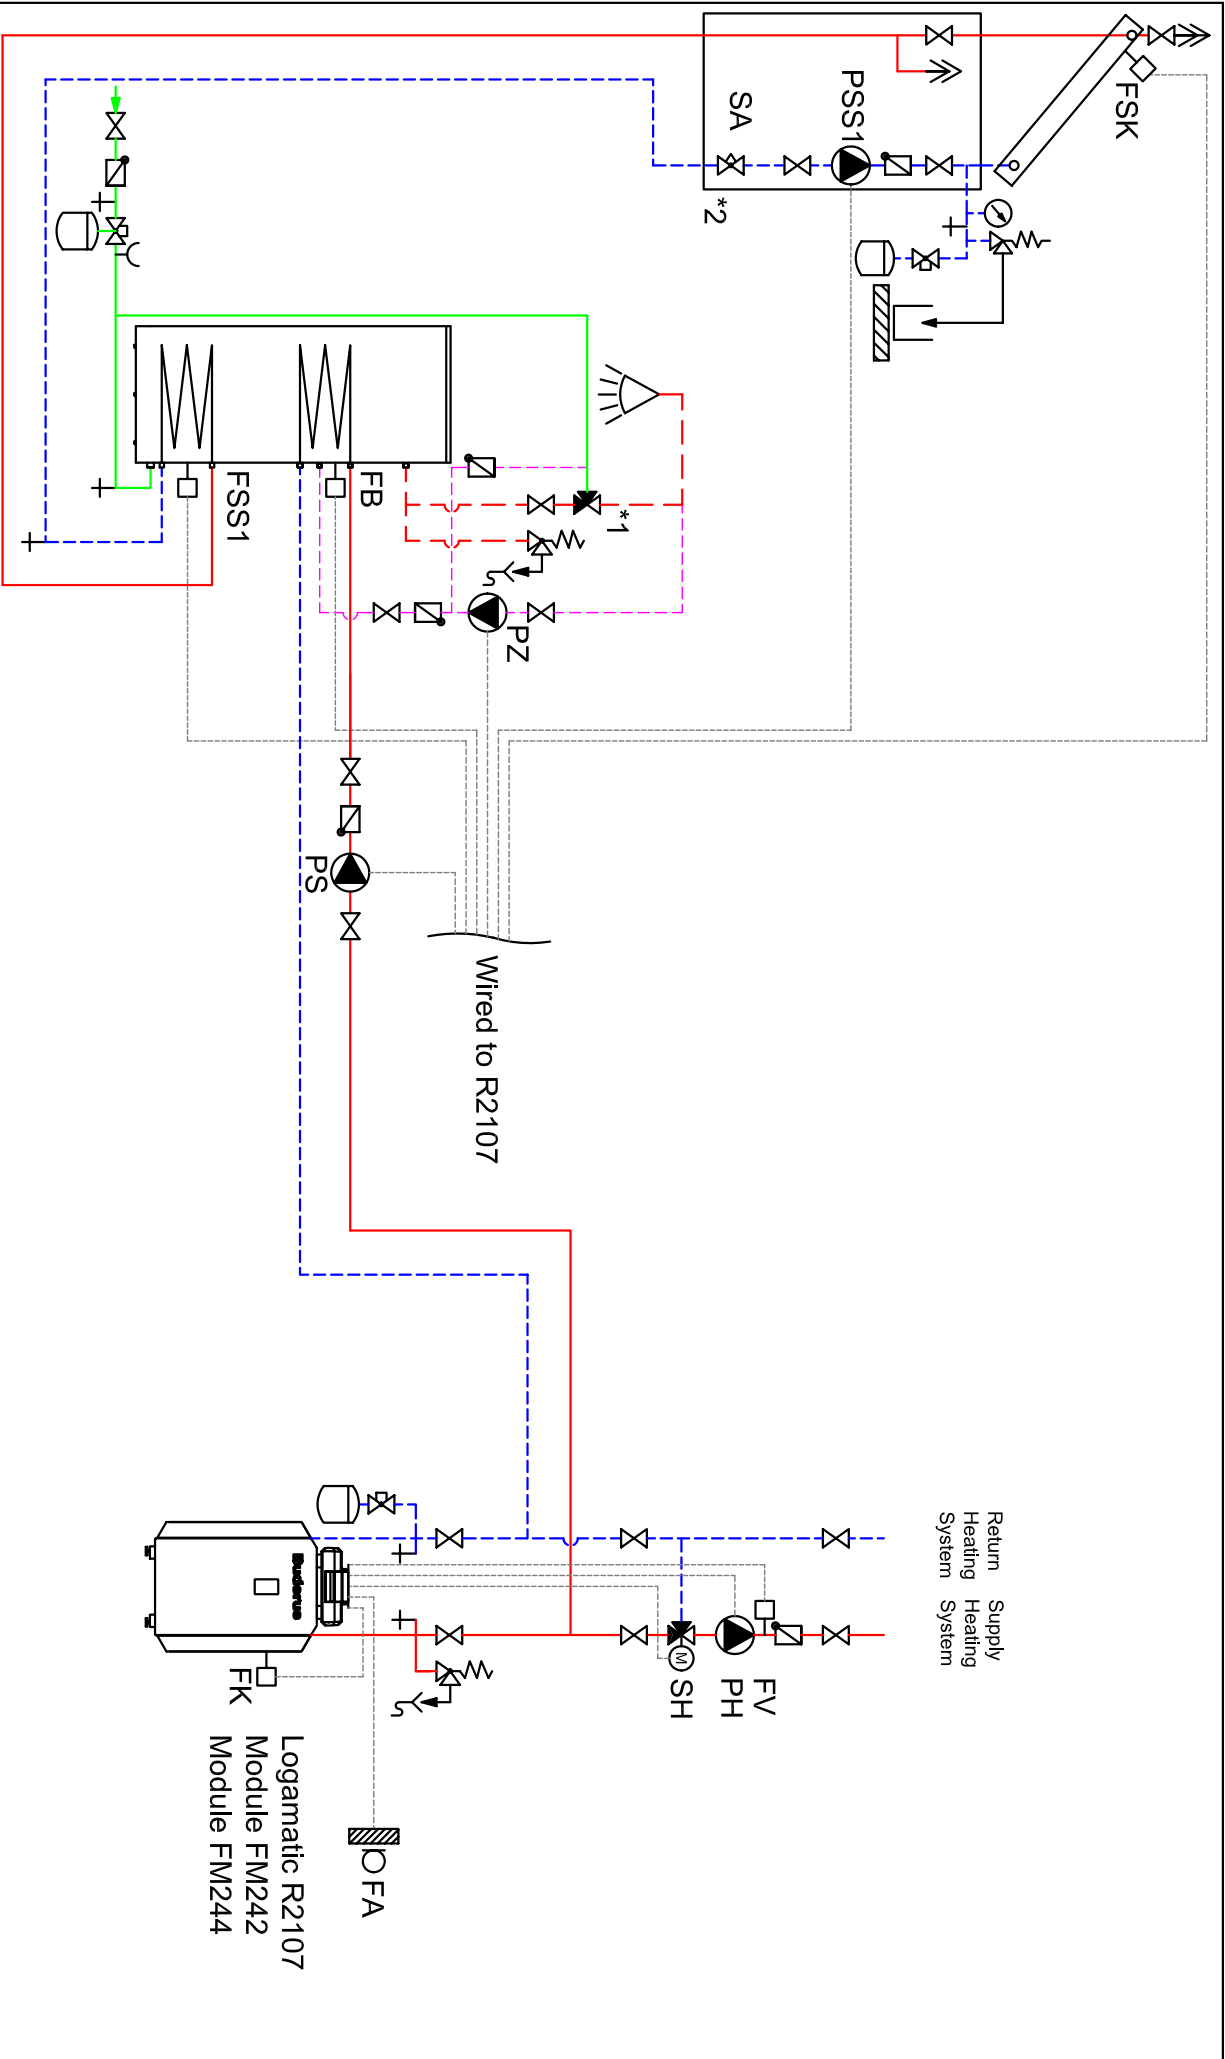 FSK
PSS1
SA
*2
*1
FB
FSS1
PZ
PS
Wired to R2107
Return
Heating
System
Supply
Heating
System
FV
PH
M
SH
Buderus
FK
FA
Logamatic R2107
Module FM242
Module FM244